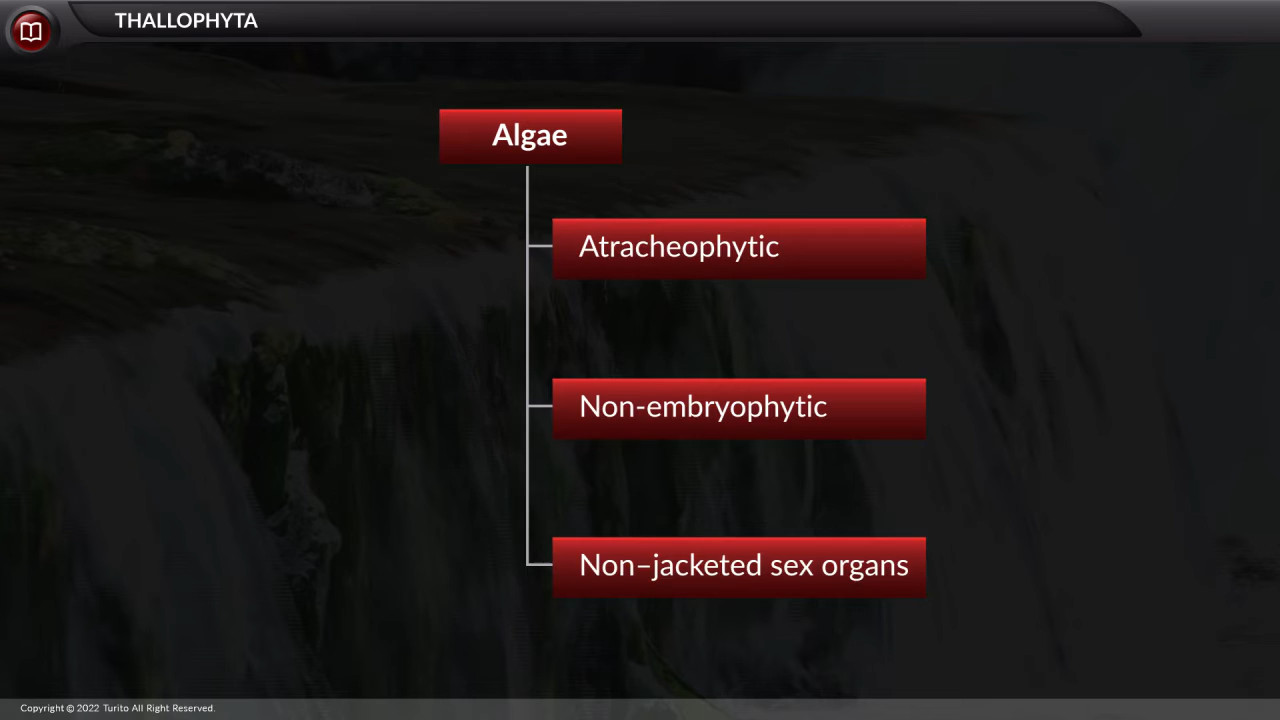 THALLOPHYTA
Algae
Atracheophytic
Non-embryophytic
Non–jacketed sex organs
Copyright © 2022 Turito All Right Reserved.